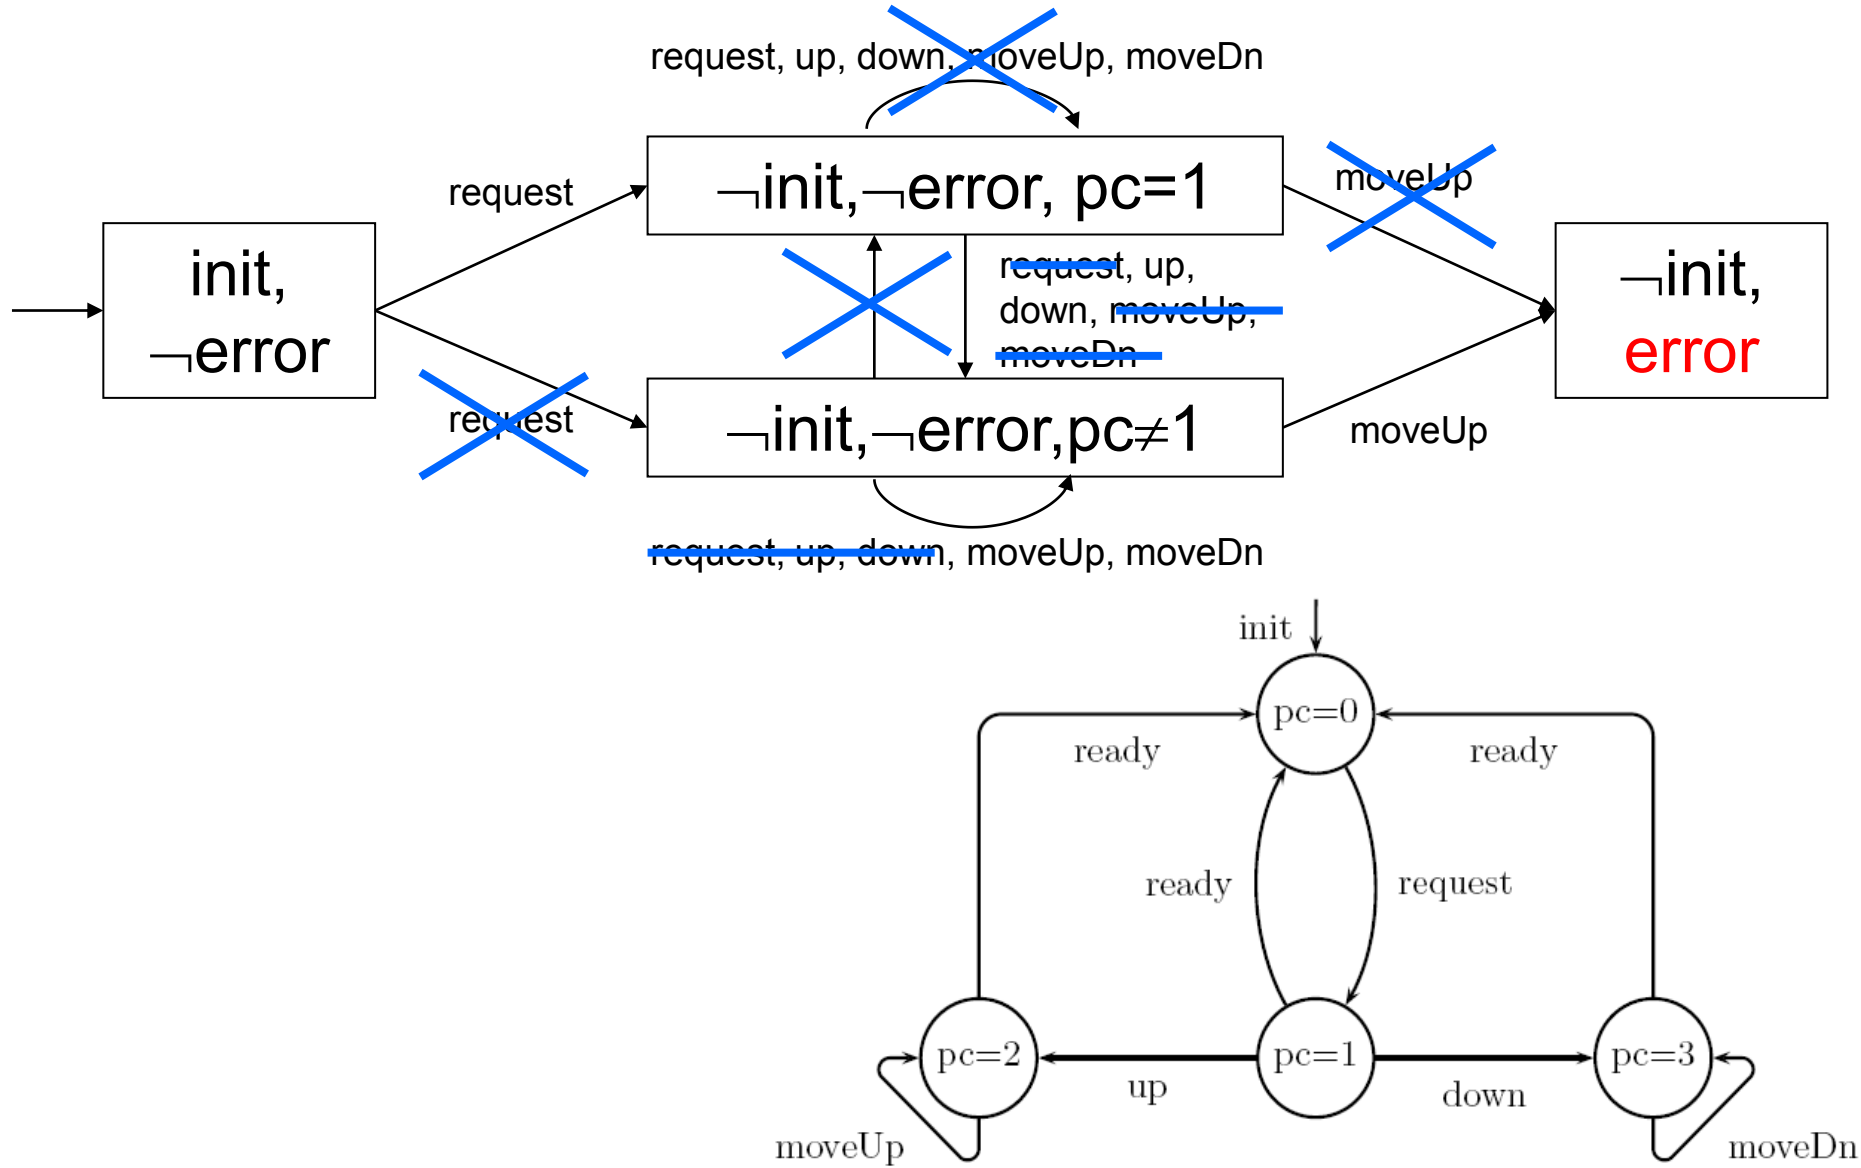 request, up, down, moveUp, moveDn
¬init,¬error, pc=1
request
moveUp
init,
¬error
request, up,
down, moveUp,
moveDn
¬init,
error
request
¬init,¬error,pc≠1
moveUp
request, up, down, moveUp, moveDn
init
pc=0
ready
ready
ready
request
pc=2
pc=1
pc=3
up
down
moveUp
moveDn